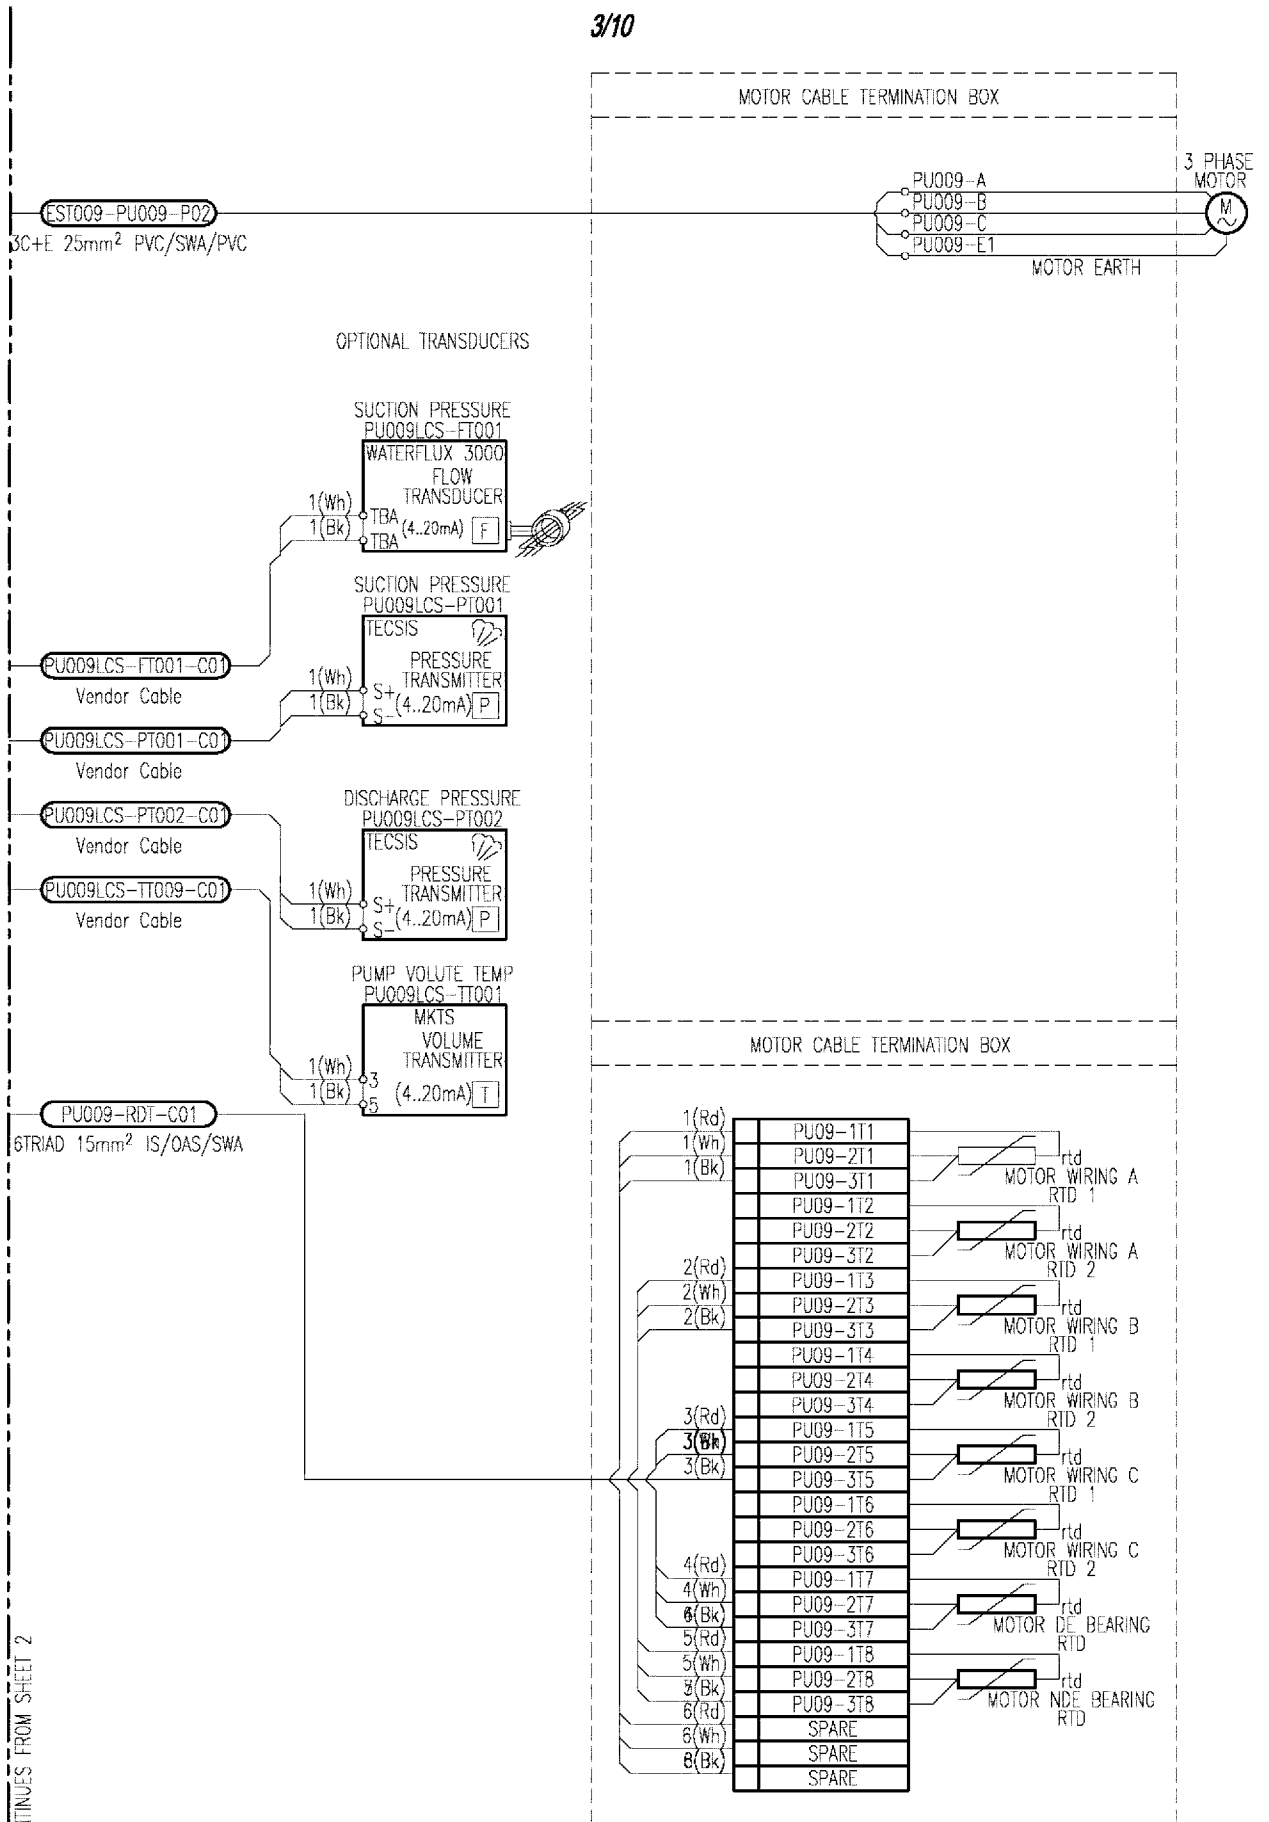 3/10
MOTOR CABLE TERMINATION BOX
3 PHASE
MOTOR
M
PU009-A
PU009-B
PU009-C
PU009-E1
MOTOR EARTH
EST009-PU009-P02
3C+E 25mm² PVC/SWA/PVC
OPTIONAL TRANSDUCERS
SUCTION PRESSURE
PU009LCS-FT001
WATERFLUX 3000
FLOW
TRANSDUCER
1(Wh)
TBA
(4..20mA)
F
1(Bk)
TBA
SUCTION PRESSURE
PU009LCS-PT001
TECSIS
PRESSURE
TRANSMITTER
1(Wh)
S+
(4..20mA)
P
1(Bk)
S-
PU009LCS-FT001-C01
Vendor Cable
PU009LCS-PT001-C01
Vendor Cable
DISCHARGE PRESSURE
PU009LCS-PT002
TECSIS
PRESSURE
TRANSMITTER
1(Wh)
S+
(4..20mA)
P
1(Bk)
S-
PU009LCS-PT002-C01
Vendor Cable
PU009LCS-TT009-C01
Vendor Cable
PUMP VOLUTE TEMP
PU009LCS-TT001
MKTS
VOLUME
TRANSMITTER
1(Wh)
3
(4..20mA)
T
1(Bk)
5
PU009-RDT-C01
6TRIAD 15mm² IS/OAS/SWA
MOTOR CABLE TERMINATION BOX
1(Rd)
PU09-1T1
1(Wh)
PU09-2T1
rtd
1(Bk)
PU09-3T1
MOTOR WIRING A
RTD 1
PU09-1T2
PU09-2T2
rtd
PU09-3T2
MOTOR WIRING A
RTD 2
2(Rd)
PU09-1T3
2(Wh)
PU09-2T3
rtd
2(Bk)
PU09-3T3
MOTOR WIRING B
RTD 1
PU09-1T4
PU09-2T4
rtd
PU09-3T4
MOTOR WIRING B
RTD 2
3(Rd)
PU09-1T5
PU09-2T5
rtd
3(Bk)
PU09-3T5
MOTOR WIRING C
RTD 1
PU09-1T6
PU09-2T6
rtd
PU09-3T6
MOTOR WIRING C
RTD 2
4(Rd)
PU09-1T7
4(Wh)
PU09-2T7
rtd
(Bk)
PU09-3T7
MOTOR DE BEARING
RTD
5(Rd)
PU09-1T8
5(Wh)
PU09-2T8
rtd
(Bk)
PU09-3T8
MOTOR NDE BEARING
RTD
6(Rd)
SPARE
6(Wh)
SPARE
(Bk)
SPARE
TINUES FROM SHEET 2